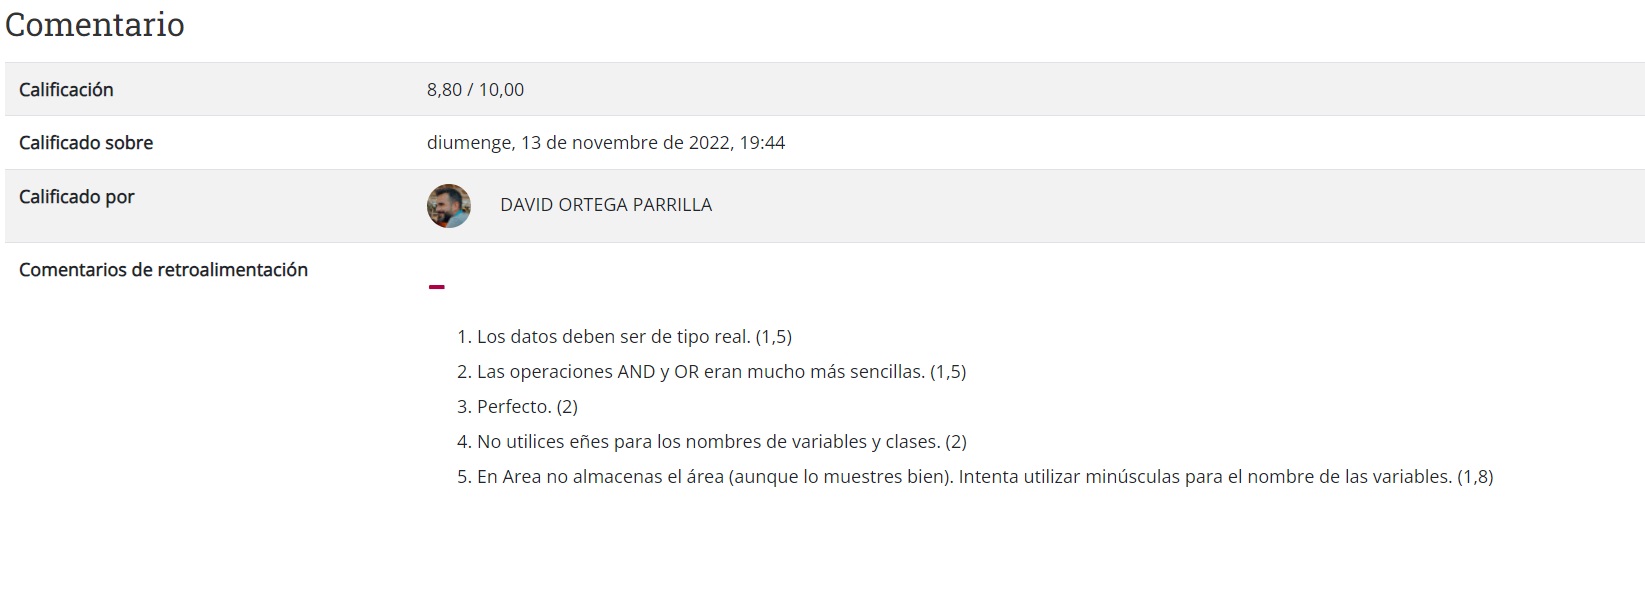 Comentario
Calificación 8,80 / 10,00
Calificado sobre diumenge, 13 de novembre de 2022, 19:44
Calificado por DAVID ORTEGA PARRILLA
Comentarios de retroalimentación
1. Los datos deben ser de tipo real. (1,5)
2. Las operaciones AND y OR eran mucho más sencillas. (1,5)
3. Perfecto. (2)
4. No utilices eñes para los nombres de variables y clases. (2)
5. En Area no almacenas el área (aunque lo muestres bien). Intenta utilizar minúsculas para el nombre de las variables. (1,8)